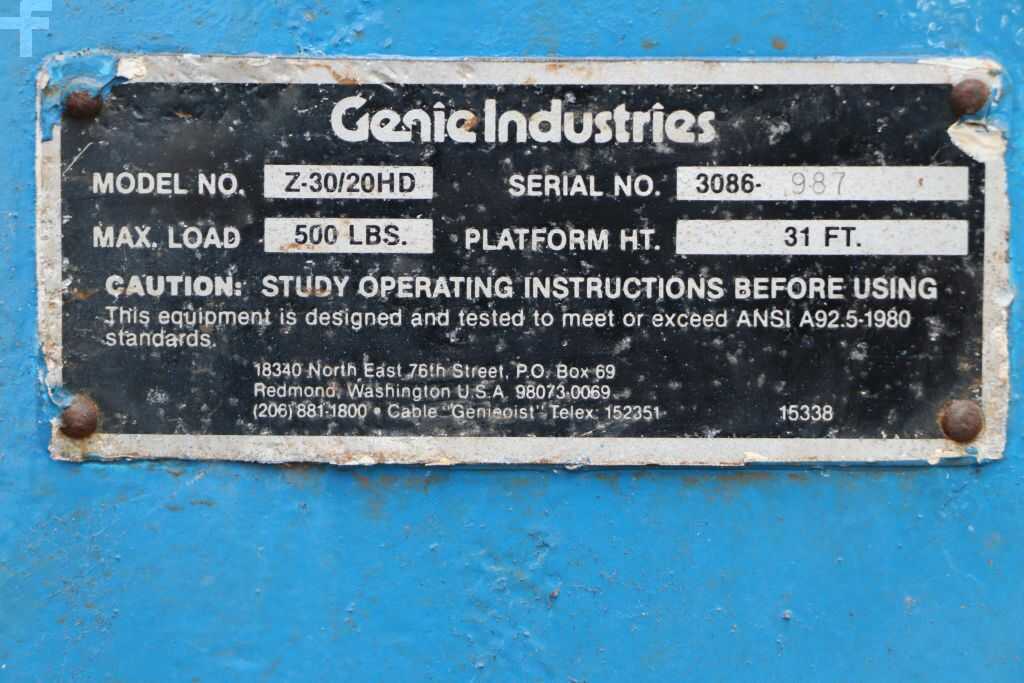 Genie Industries
MODEL NO. Z-30/20HD SERIAL NO. 3086- 987
MAX. LOAD 500 LBS. PLATFORM HT. 31 FT.
CAUTION: STUDY OPERATING INSTRUCTIONS BEFORE USING
This equipment is designed and tested to meet or exceed ANSI A92.5-1980
standards.
18340 North East 76th Street, P.O. Box 69
Redmond, Washington U.S.A. 98073-0069
(206) 881-1800 • Cable "Genieoist" Telex: 152351 15338